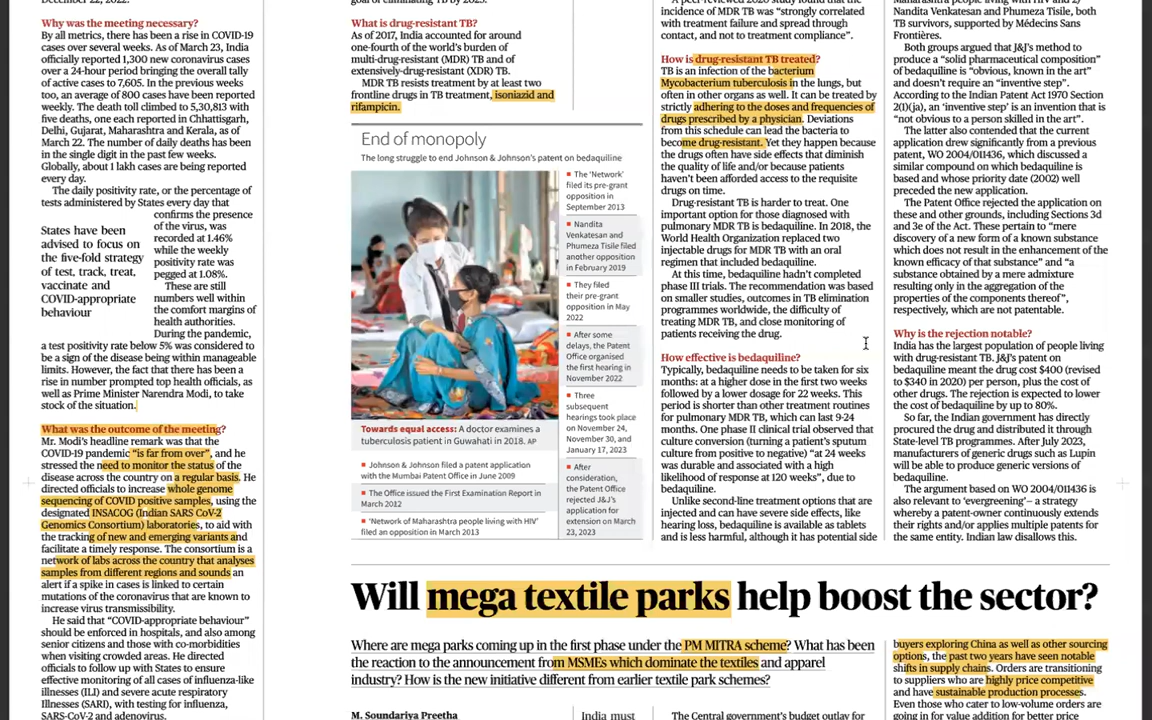 December 22, 2022.
Why was the meeting necessary?
By all metrics, there has been a rise in COVID-19
cases over several weeks. As of March 23, India
officially reported 1,300 new coronavirus cases
over a 24-hour period bringing the overall tally
of active cases to 7,605. In the previous weeks
too, an average of 800 cases have been reported
weekly. The death toll climbed to 5,30,813 with
five deaths, one each reported in Chhattisgarh,
Delhi, Gujarat, Maharashtra and Kerala, as of
March 22. The number of daily deaths has been
in the single digit in the past few weeks.
Globally, about 1 lakh cases are being reported
every day.
The daily positivity rate, or the percentage of
tests administered by States every day that
confirms the presence
of the virus, was
recorded at 1.46%
while the weekly
positivity rate was
pegged at 1.08%.
These are still
numbers well within
the comfort margins of
health authorities.
During the pandemic,
States have been
advised to focus on
the five-fold strategy
of test, track, treat,
vaccinate and
COVID-appropriate
behaviour
a test positivity rate below 5% was considered to
be a sign of the disease being within manageable
limits. However, the fact that there has been a
rise in number prompted top health officials, as
well as Prime Minister Narendra Modi, to take
stock of the situation.
What was the outcome of the meeting?
Mr. Modi's headline remark was that the
COVID-19 pandemic “is far from over”, and he
stressed the need to monitor the status of the
disease across the country on a regular basis. He
directed officials to increase whole genome
sequencing of COVID positive samples, using the
designated INSACOG (Indian SARS CoV-2
Genomics Consortium) laboratories, to aid with
the tracking of new and emerging variants and
facilitate a timely response. The consortium is a
network of labs across the country that analyses
samples from different regions and sounds an
alert if a spike in cases is linked to certain
mutations of the coronavirus that are known to
increase virus transmissibility.
He said that “COVID-appropriate behaviour”
should be enforced in hospitals, and also among
senior citizens and those with co-morbidities
when visiting crowded areas. He directed
officials to follow up with States to ensure
effective monitoring of all cases of influenza-like
illnesses (ILI) and severe acute respiratory
Illnesses (SARI), with testing for influenza,
SARS-CoV-2 and adenovirus.
goal of eliminating TB by 2025.
What is drug-resistant TB?
As of 2017, India accounted for around
one-fourth of the world's burden of
multi-drug-resistant (MDR) TB and of
extensively-drug-resistant (XDR) TB.
MDR TB resists treatment by at least two
frontline drugs in TB treatment, isoniazid and
rifampicin.
End of monopoly
The long struggle to end Johnson & Johnson's patent on bedaquiline
Towards equal access: A doctor examines a
tuberculosis patient in Guwahati in 2018. AP
Johnson & Johnson filed a patent application
with the Mumbai Patent Office in June 2009
The Office issued the First Examination Report in
March 2012
‘Network of Maharashtra people living with HIV’
filed an opposition in March 2013
The ‘Network’
filed its pre-grant
opposition in
September 2013
Nandita
Venkatesan and
Phumeza Tisile filed
another opposition
in February 2019
They filed
their pre-grant
opposition in May
2022
After some
delays, the Patent
Office organised
the first hearing in
November 2022
Three
subsequent
hearings took place
on November 24,
November 30, and
January 17, 2023
After
consideration,
the Patent Office
rejected J&J's
application for
extension on March
23, 2023
A peer-reviewed 2020 study found that the
incidence of MDR TB was “strongly correlated
with treatment failure and spread through
contact, and not to treatment compliance”.
How is drug-resistant TB treated?
TB is an infection of the bacterium
Mycobacterium tuberculosis in the lungs, but
often in other organs as well. It can be treated by
strictly adhering to the doses and frequencies of
drugs prescribed by a physician. Deviations
from this schedule can lead the bacteria to
become drug-resistant. Yet they happen because
the drugs often have side effects that diminish
the quality of life and/or because patients
haven't been afforded access to the requisite
drugs on time.
Drug-resistant TB is harder to treat. One
important option for those diagnosed with
pulmonary MDR TB is bedaquiline. In 2018, the
World Health Organization replaced two
injectable drugs for MDR TB with an oral
regimen that included bedaquiline.
At this time, bedaquiline hadn't completed
phase III trials. The recommendation was based
on smaller studies, outcomes in TB elimination
programmes worldwide, the difficulty of
treating MDR TB, and close monitoring of
patients receiving the drug.
How effective is bedaquiline?
Typically, bedaquiline needs to be taken for six
months: at a higher dose in the first two weeks
followed by a lower dosage for 22 weeks. This
period is shorter than other treatment routines
for pulmonary MDR TB, which can last 9-24
months. One phase II clinical trial observed that
culture conversion (turning a patient's sputum
culture from positive to negative) “at 24 weeks
was durable and associated with a high
likelihood of response at 120 weeks”, due to
bedaquiline.
Unlike second-line treatment options that are
injected and can have severe side effects, like
hearing loss, bedaquiline is available as tablets
and is less harmful, although it has potential side
Maharashtra people living with HIV and 2)
Nandita Venkatesan and Phumeza Tisile, both
TB survivors, supported by Médecins Sans
Frontières.
Both groups argued that J&J's method to
produce a “solid pharmaceutical composition”
of bedaquiline is “obvious, known in the art”
and doesn't require an “inventive step”.
According to the Indian Patent Act 1970 Section
2(1)(ja), an ‘inventive step’ is an invention that is
“not obvious to a person skilled in the art”.
The latter also contended that the current
application drew significantly from a previous
patent, WO 2004/011436, which discussed a
similar compound on which bedaquiline is
based and whose priority date (2002) well
preceded the new application.
The Patent Office rejected the application on
these and other grounds, including Sections 3d
and 3e of the Act. These pertain to “mere
discovery of a new form of a known substance
which does not result in the enhancement of the
known efficacy of that substance” and “a
substance obtained by a mere admixture
resulting only in the aggregation of the
properties of the components thereof”,
respectively, which are not patentable.
Why is the rejection notable?
India has the largest population of people living
with drug-resistant TB. J&J's patent on
bedaquiline meant the drug cost $400 (revised
to $340 in 2020) per person, plus the cost of
other drugs. The rejection is expected to lower
the cost of bedaquiline by up to 80%.
So far, the Indian government has directly
procured the drug and distributed it through
State-level TB programmes. After July 2023,
manufacturers of generic drugs such as Lupin
will be able to produce generic versions of
bedaquiline.
The argument based on WO 2004/011436 is
also relevant to ‘evergreening’ – a strategy
whereby a patent-owner continuously extends
their rights and/or applies multiple patents for
the same entity. Indian law disallows this.
Will mega textile parks help boost the sector?
Where are mega parks coming up in the first phase under the PM MITRA scheme? What has been
the reaction to the announcement from MSMEs which dominate the textiles and apparel
industry? How is the new initiative different from earlier textile park schemes?
M. Soundariya Preetha
India must
The Central government's budget outlay for
buyers exploring China as well as other sourcing
options, the past two years have seen notable
shifts in supply chains. Orders are transitioning
to suppliers who are highly price competitive
and have sustainable production processes.
Even those who cater to low-volume orders are
going in for value addition for better price